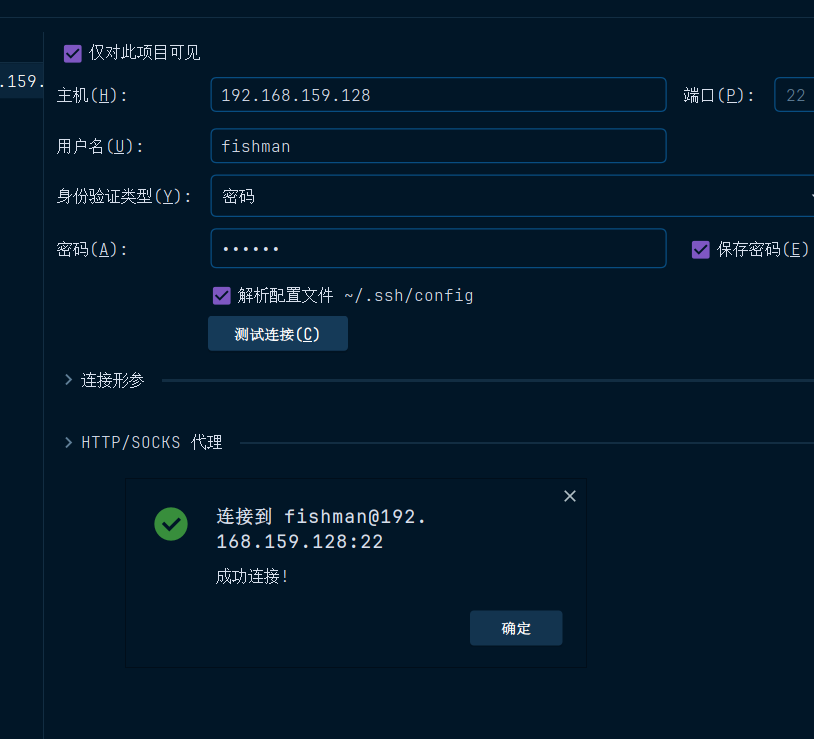 仅对此项目可见
.159.
主机(H): 192.168.159.128 端口(P): 22
用户名(U): fishman
身份验证类型(Y): 密码
密码(A): •••••• 保存密码(E)
解析配置文件 ~/.ssh/config
测试连接(C)
连接形参
HTTP/SOCKS 代理
连接到 fishman@192.
168.159.128:22
成功连接!
确定